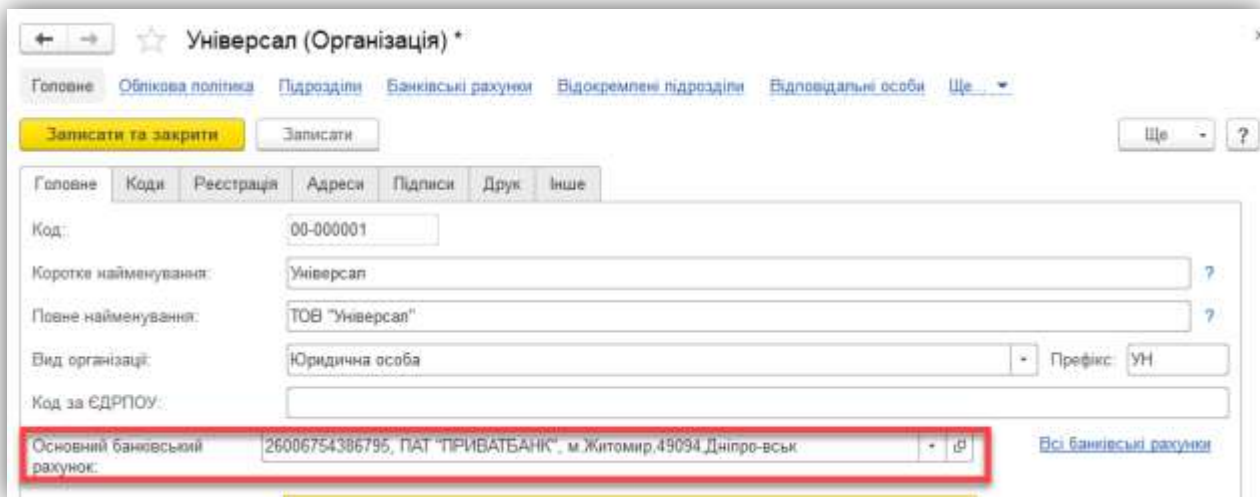 Універсал (Організація) *
Головне Облікова політика Підрозділи Банківські рахунки Відокремлені підрозділи Відповідальні особи Ще...
Записати та закрити Записати Ще ?
Головне Коди Реєстрація Адреси Підписи Друк Інше
Код: 00-000001
Коротке найменування: Універсал ?
Повне найменування: ТОВ "Універсал" ?
Вид організації: Юридична особа Префікс: УН
Код за ЄДРПОУ:
Основний банківський 26006754386795, ПАТ "ПРИВАТБАНК", м.Житомир,49094,Дніпро-вськ Всі банківські рахунки
рахунок: